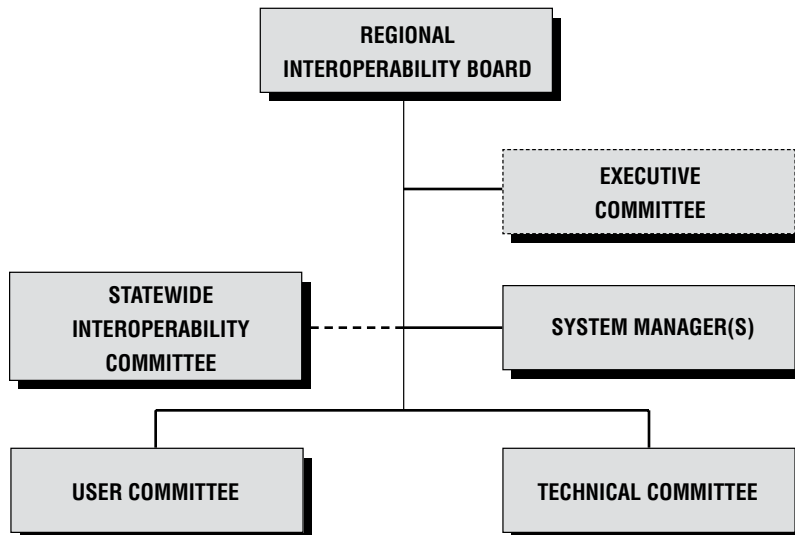 REGIONAL
INTEROPERABILITY BOARD
EXECUTIVE
COMMITTEE
STATEWIDE
INTEROPERABILITY
COMMITTEE
SYSTEM MANAGER(S)
USER COMMITTEE
TECHNICAL COMMITTEE